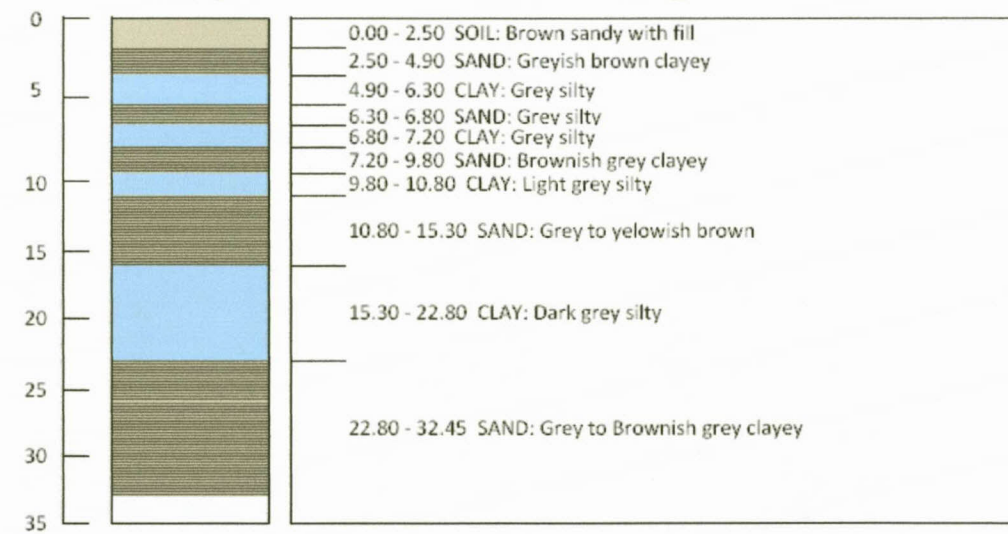 0
5
10
15
20
25
30
35
0.00 - 2.50 SOIL: Brown sandy with fill
2.50 - 4.90 SAND: Greyish brown clayey
4.90 - 6.30 CLAY: Grey silty
6.30 - 6.80 SAND: Grey silty
6.80 - 7.20 CLAY: Grey silty
7.20 - 9.80 SAND: Brownish grey clayey
9.80 - 10.80 CLAY: Light grey silty
10.80 - 15.30 SAND: Grey to yelowish brown
15.30 - 22.80 CLAY: Dark grey silty
22.80 - 32.45 SAND: Grey to Brownish grey clayey